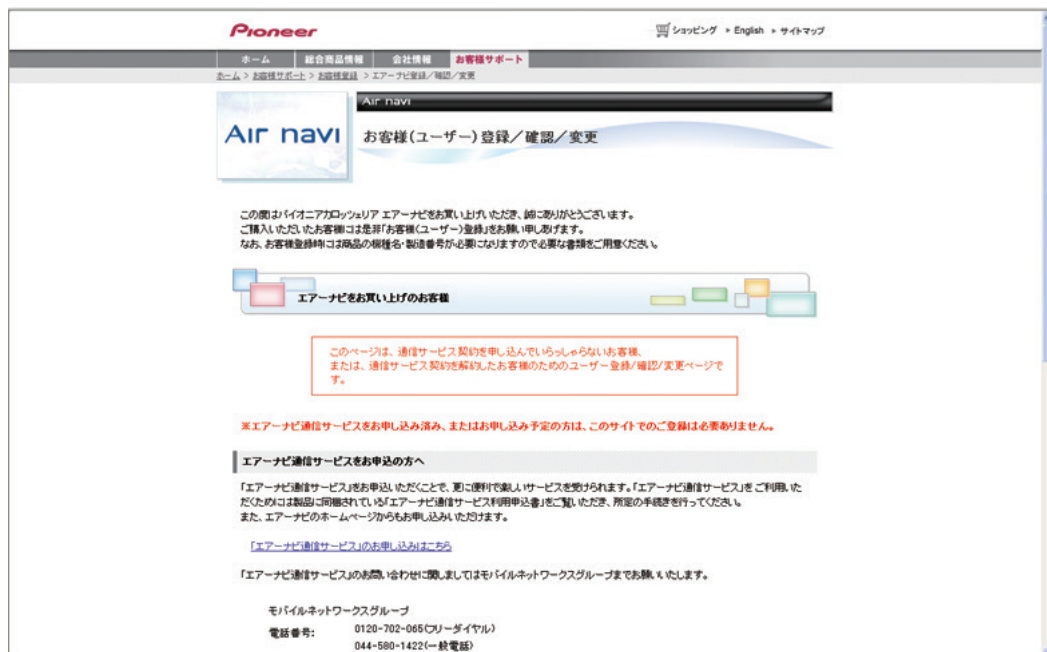 Pioneer
ショッピング ▸ English ▸ サイトマップ
ホーム 総合商品情報 会社情報 お客様サポート
ホーム > お客様サポート > お客様登録 > エアーナビ登録／確認／変更
Air navi
Air navi
お客様(ユーザー)登録／確認／変更
この度はパイオニアカロッツェリア エアーナビをお買い上げいただき、誠にありがとうございます。
ご購入いただいたお客様には是非「お客様(ユーザー)登録」をお願い申しあげます。
なお、お客様登録時には商品の機種名・製造番号が必要になりますので必要な書類をご用意ください。
エアーナビをお買い上げのお客様
このページは、通信サービス契約を申し込んでいらっしゃらないお客様、
または、通信サービス契約を解約したお客様のためのユーザー登録/確認/変更ページで
す。
※エアーナビ通信サービスをお申し込み済み、またはお申し込み予定の方は、このサイトでのご登録は必要ありません。
エアーナビ通信サービスをお申込の方へ
「エアーナビ通信サービス」をお申込いただくことで、更に便利で楽しいサービスを受けられます。「エアーナビ通信サービス」をご利用いた
だくためには製品に同梱されている「エアーナビ通信サービス利用申込書」をご覧いただき、所定の手続きを行ってください。
また、エアーナビのホームページからもお申し込みいただけます。
「エアーナビ通信サービス」のお申し込みはこちら
「エアーナビ通信サービス」のお問い合わせに関しましてはモバイルネットワークスグループまでお願いいたします。
モバイルネットワークスグループ
電話番号: 0120-702-065(フリーダイヤル)
044-580-1422(一般電話)